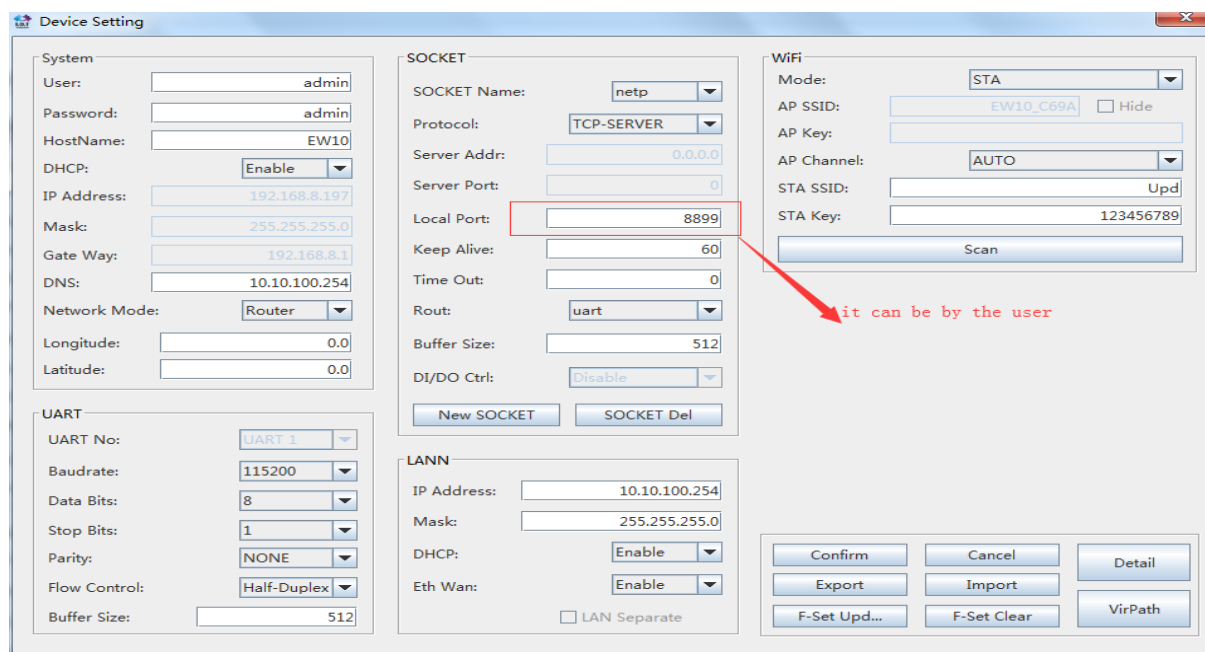 Device Setting
System
User: admin
Password: admin
HostName: EW10
DHCP: Enable
IP Address: 192.168.8.197
Mask: 255.255.255.0
Gate Way: 192.168.8.1
DNS: 10.10.100.254
Network Mode: Router
Longitude: 0.0
Latitude: 0.0
UART
UART No: UART 1
Baudrate: 115200
Data Bits: 8
Stop Bits: 1
Parity: NONE
Flow Control: Half-Duplex
Buffer Size: 512
SOCKET
SOCKET Name: netp
Protocol: TCP-SERVER
Server Addr: 0.0.0.0
Server Port: 0
Local Port: 8899
Keep Alive: 60
Time Out: 0
Rout: uart
Buffer Size: 512
DI/DO Ctrl: Disable
New SOCKET SOCKET Del
LANN
IP Address: 10.10.100.254
Mask: 255.255.255.0
DHCP: Enable
Eth Wan: Enable
LAN Separate
WiFi
Mode: STA
AP SSID: EW10_C69A Hide
AP Key:
AP Channel: AUTO
STA SSID: Upd
STA Key: 123456789
Scan
it can be by the user
Confirm Cancel Detail
Export Import
F-Set Upd... F-Set Clear VirPath